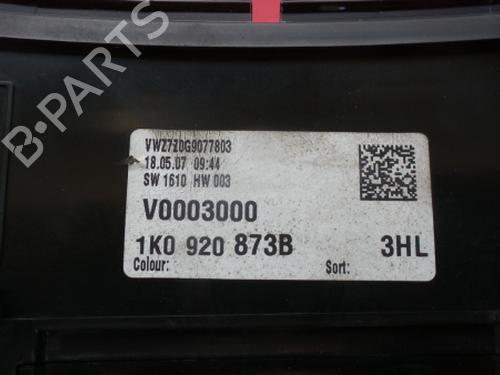 B-PARTS
VWZ7Z0G9077803
18.05.07 09:44
SW 1610 HW 003
V0003000
1K0 920 873B 3HL
Colour: Sort: